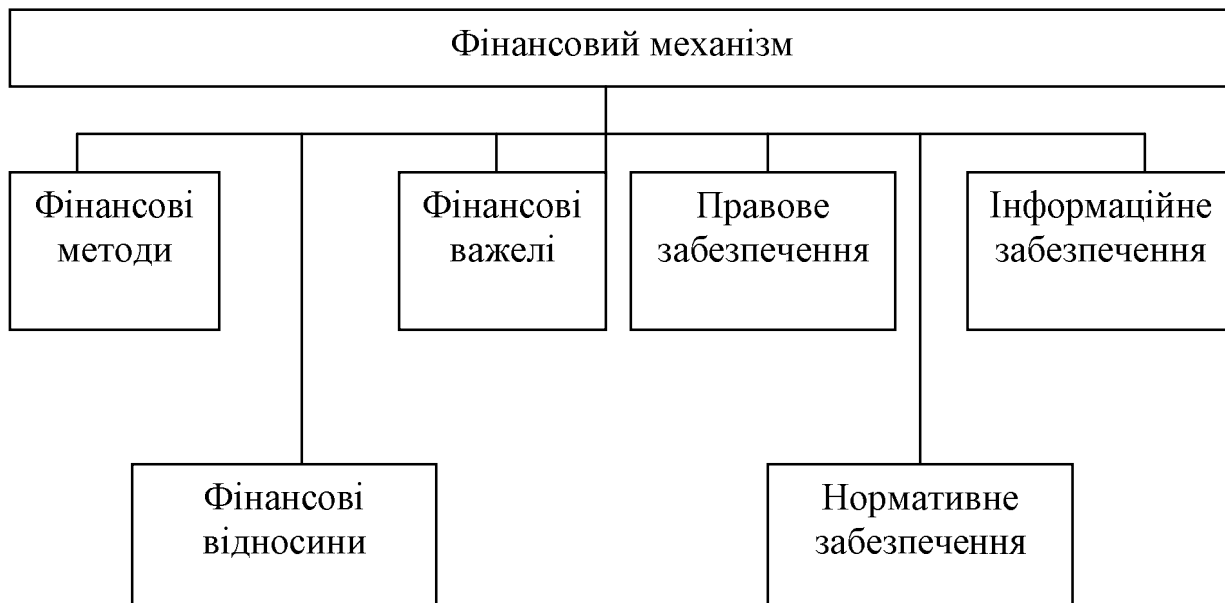 Фінансовий механізм
Фінансові
методи
Фінансові
важелі
Правове
забезпечення
Інформаційне
забезпечення
Фінансові
відносини
Нормативне
забезпечення